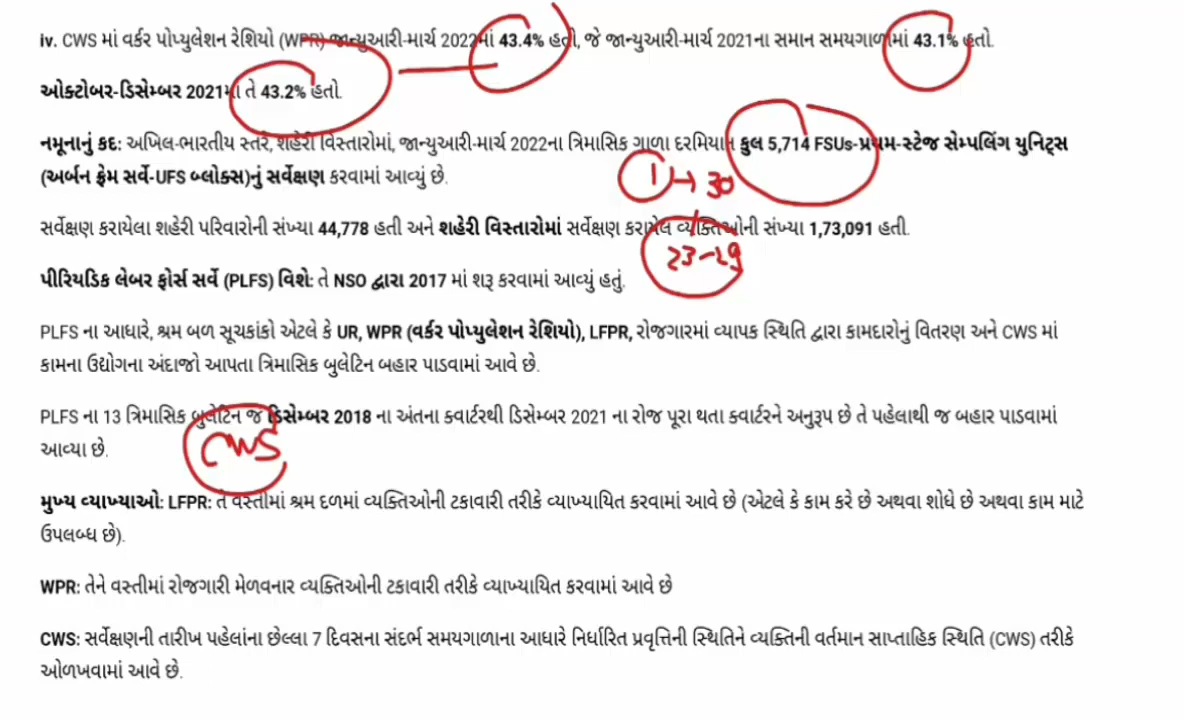 iv. CWS માં વર્કર પોપ્યુલેશન રેશિયો (WPR) જાન્યુઆરી-માર્ચ 2022માં 43.4% હતો, જે જાન્યુઆરી-માર્ચ 2021ના સમાન સમયગાળામાં 43.1% હતો.
ઓક્ટોબર-ડિસેમ્બર 2021માં તે 43.2% હતો.
નમૂનાનું કદ: અખિલ-ભારતીય સ્તરે, શહેરી વિસ્તારોમાં, જાન્યુઆરી-માર્ચ 2022ના ત્રિમાસિક ગાળા દરમિયાન કુલ 5,714 FSUs-પ્રથમ-સ્ટેજ સેમ્પલિંગ યુનિટ્સ
(અર્બન ફ્રેમ સર્વે-UFS બ્લોક્સ)નું સર્વેક્ષણ કરવામાં આવ્યું છે.
1 → 30
સર્વેક્ષણ કરાયેલા શહેરી પરિવારોની સંખ્યા 44,778 હતી અને શહેરી વિસ્તારોમાં સર્વેક્ષણ કરાયેલ વ્યક્તિઓની સંખ્યા 1,73,091 હતી.
23-29
પીરિયડિક લેબર ફોર્સ સર્વે (PLFS) વિશે: તે NSO દ્વારા 2017 માં શરૂ કરવામાં આવ્યું હતું.
PLFS ના આધારે, શ્રમ બળ સૂચકાંકો એટલે કે UR, WPR (વર્કર પોપ્યુલેશન રેશિયો), LFPR, રોજગારમાં વ્યાપક સ્થિતિ દ્વારા કામદારોનું વિતરણ અને CWS માં
કામના ઉદ્યોગના અંદાજો આપતા ત્રિમાસિક બુલેટિન બહાર પાડવામાં આવે છે.
PLFS ના 13 ત્રિમાસિક બુલેટિન જે ડિસેમ્બર 2018 ના અંતના ક્વાર્ટરથી ડિસેમ્બર 2021 ના રોજ પૂરા થતા ક્વાર્ટરને અનુરૂપ છે તે પહેલાથી જ બહાર પાડવામાં
આવ્યા છે.
CWS
મુખ્ય વ્યાખ્યાઓ: LFPR: તે વસ્તીમાં શ્રમ દળમાં વ્યક્તિઓની ટકાવારી તરીકે વ્યાખ્યાયિત કરવામાં આવે છે (એટલે કે કામ કરે છે અથવા શોધે છે અથવા કામ માટે
ઉપલબ્ધ છે).
WPR: તેને વસ્તીમાં રોજગારી મેળવનાર વ્યક્તિઓની ટકાવારી તરીકે વ્યાખ્યાયિત કરવામાં આવે છે
CWS: સર્વેક્ષણની તારીખ પહેલાંના છેલ્લા 7 દિવસના સંદર્ભ સમયગાળાના આધારે નિર્ધારિત પ્રવૃત્તિની સ્થિતિને વ્યક્તિની વર્તમાન સાપ્તાહિક સ્થિતિ (CWS) તરીકે
ઓળખવામાં આવે છે.